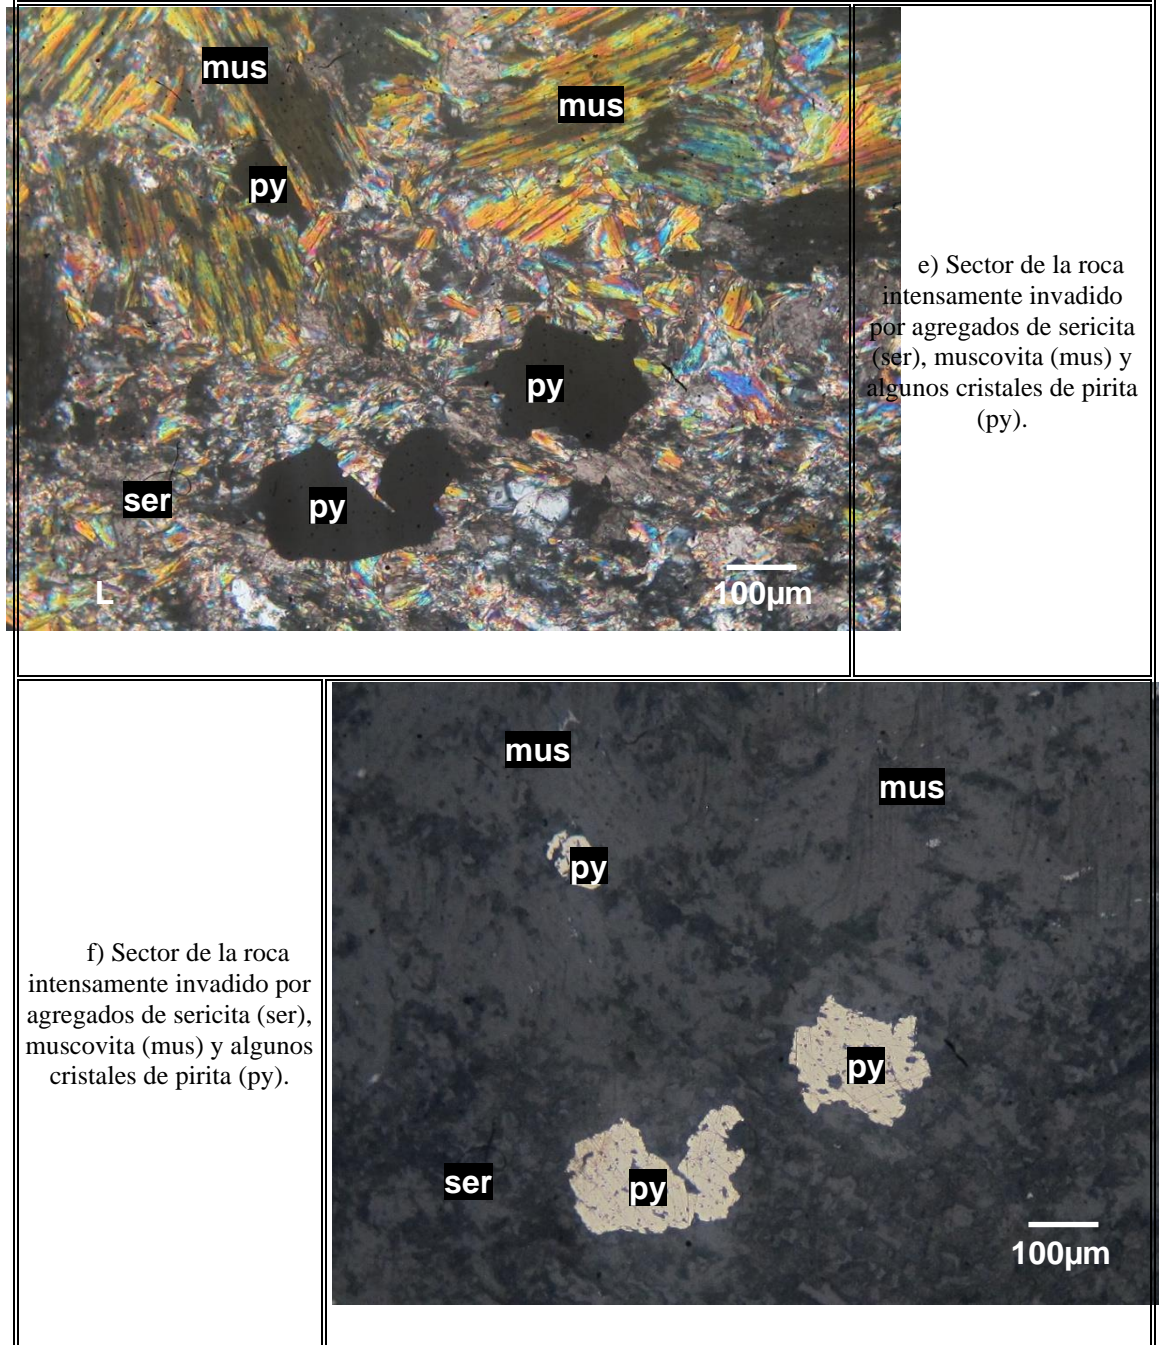 mus
mus
py
py
ser
py
L
100µm
e) Sector de la roca
intensamente invadido
por agregados de sericita
(ser), muscovita (mus) y
algunos cristales de pirita
(py).
f) Sector de la roca
intensamente invadido por
agregados de sericita (ser),
muscovita (mus) y algunos
cristales de pirita (py).
mus
mus
py
py
ser
py
100µm